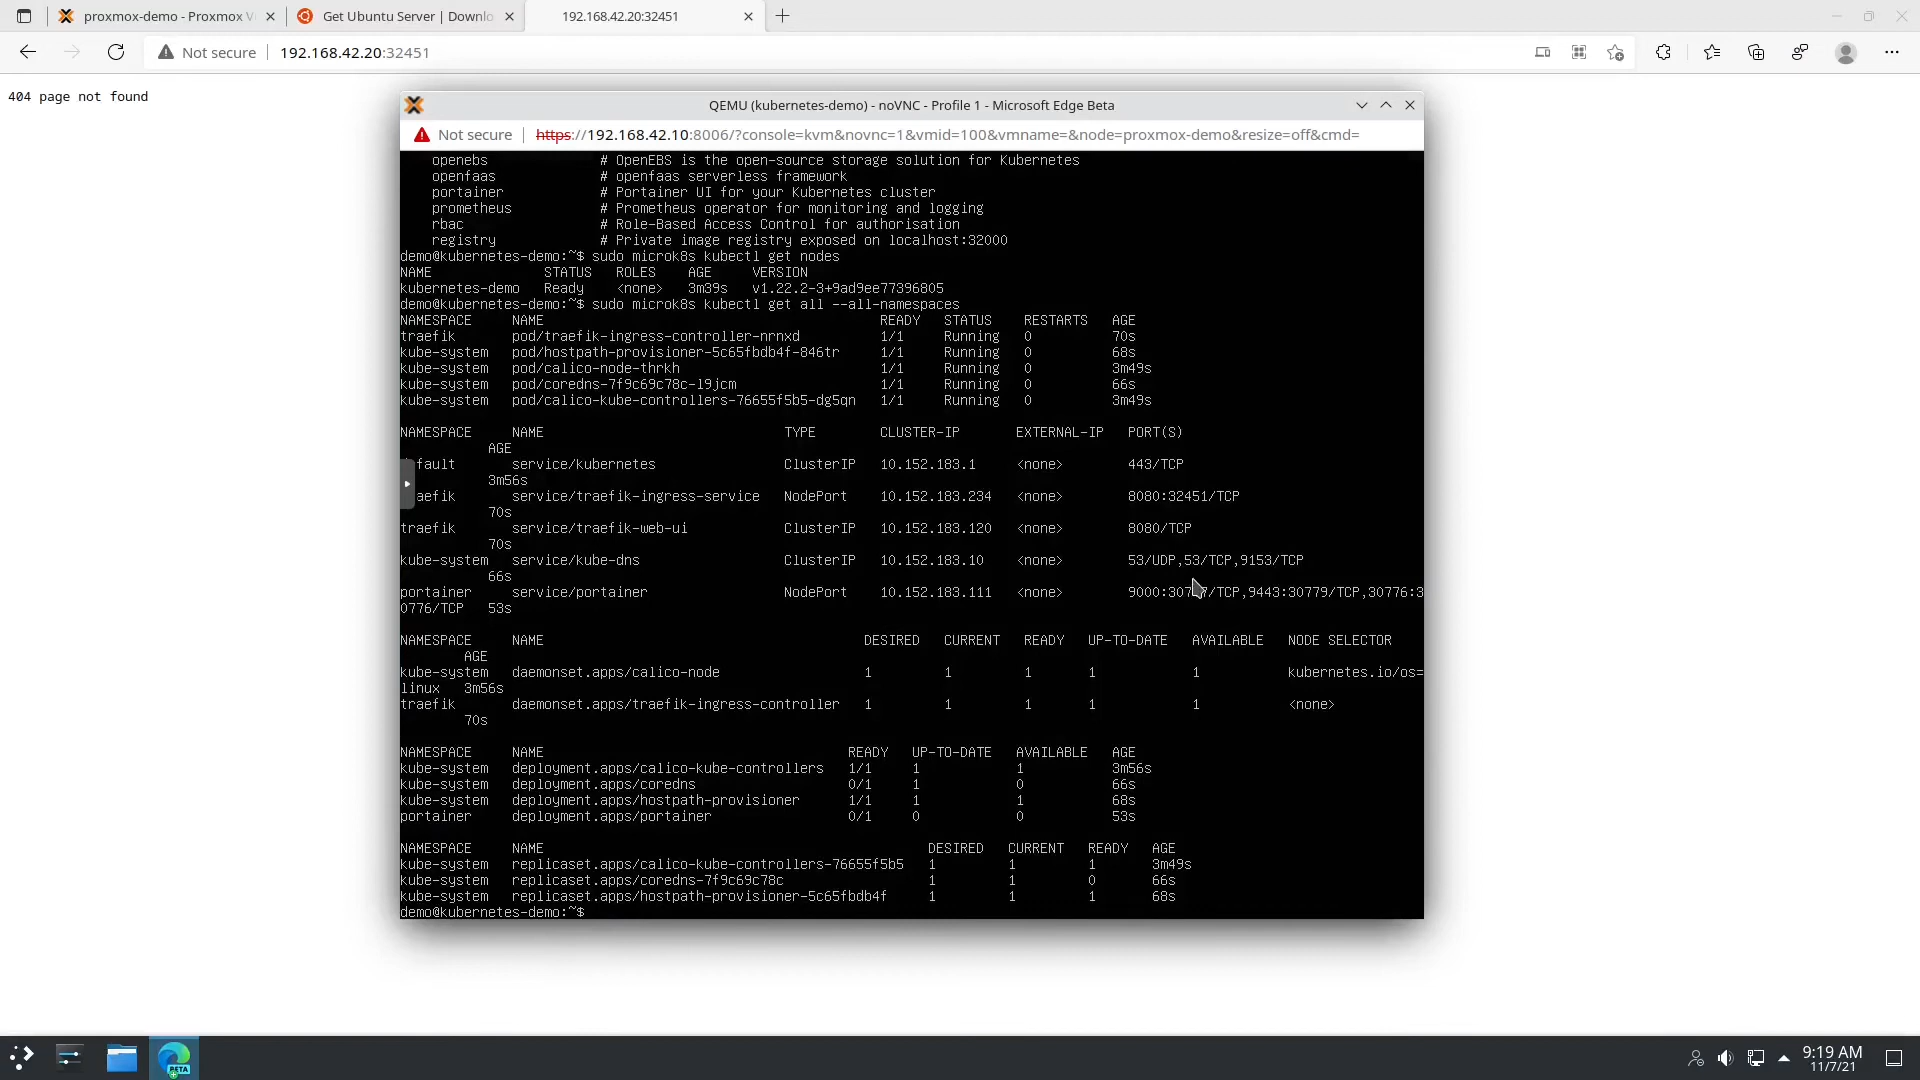 proxmox-demo - Proxmox V
Get Ubuntu Server | Downlo
192.168.42.20:32451
Not secure
192.168.42.20:32451
404 page not found
QEMU (kubernetes-demo) - noVNC - Profile 1 - Microsoft Edge Beta
Not secure
https://192.168.42.10:8006/?console=kvm&novnc=1&vmid=100&vmname=&node=proxmox-demo&resize=off&cmd=
openebs # OpenEBS is the open-source storage solution for Kubernetes
openfaas # openfaas serverless framework
portainer # Portainer UI for your Kubernetes cluster
prometheus # Prometheus operator for monitoring and logging
rbac # Role-Based Access Control for authorisation
registry # Private image registry exposed on localhost:32000
demo@kubernetes-demo:~$ sudo microk8s kubectl get nodes
NAME STATUS ROLES AGE VERSION
kubernetes-demo Ready <none> 3m39s v1.22.2-3+9ad9ee77396805
demo@kubernetes-demo:~$ sudo microk8s kubectl get all --all-namespaces
NAMESPACE NAME READY STATUS RESTARTS AGE
traefik pod/traefik-ingress-controller-nrnxd 1/1 Running 0 70s
kube-system pod/hostpath-provisioner-5c65fbdb4f-846tr 1/1 Running 0 68s
kube-system pod/calico-node-thrkh 1/1 Running 0 3m49s
kube-system pod/coredns-7f9c69c78c-l9jcm 1/1 Running 0 66s
kube-system pod/calico-kube-controllers-76655f5b5-dg5qn 1/1 Running 0 3m49s
NAMESPACE NAME TYPE CLUSTER-IP EXTERNAL-IP PORT(S)
AGE
fault service/kubernetes ClusterIP 10.152.183.1 <none> 443/TCP
3m56s
aefik service/traefik-ingress-service NodePort 10.152.183.234 <none> 8080:32451/TCP
70s
traefik service/traefik-web-ui ClusterIP 10.152.183.120 <none> 8080/TCP
70s
kube-system service/kube-dns ClusterIP 10.152.183.10 <none> 53/UDP,53/TCP,9153/TCP
66s
portainer service/portainer NodePort 10.152.183.111 <none> /TCP,9443:30779/TCP,30776:3
0776/TCP 53s
NAMESPACE NAME DESIRED CURRENT READY UP-TO-DATE AVAILABLE NODE SELECTOR
AGE
kube-system daemonset.apps/calico-node 1 1 1 1 1 kubernetes.io/os=
linux 3m56s
traefik daemonset.apps/traefik-ingress-controller 1 1 1 1 1 <none>
70s
NAMESPACE NAME READY UP-TO-DATE AVAILABLE AGE
kube-system deployment.apps/calico-kube-controllers 1/1 1 1 3m56s
kube-system deployment.apps/coredns 0/1 1 0 66s
kube-system deployment.apps/hostpath-provisioner 1/1 1 1 68s
portainer deployment.apps/portainer 0/1 0 0 53s
NAMESPACE NAME DESIRED CURRENT READY AGE
kube-system replicaset.apps/calico-kube-controllers-76655f5b5 1 1 1 3m49s
kube-system replicaset.apps/coredns-7f9c69c78c 1 1 0 66s
kube-system replicaset.apps/hostpath-provisioner-5c65fbdb4f 1 1 1 68s
demo@kubernetes-demo:~$
BETA
9:19 AM
11/7/21